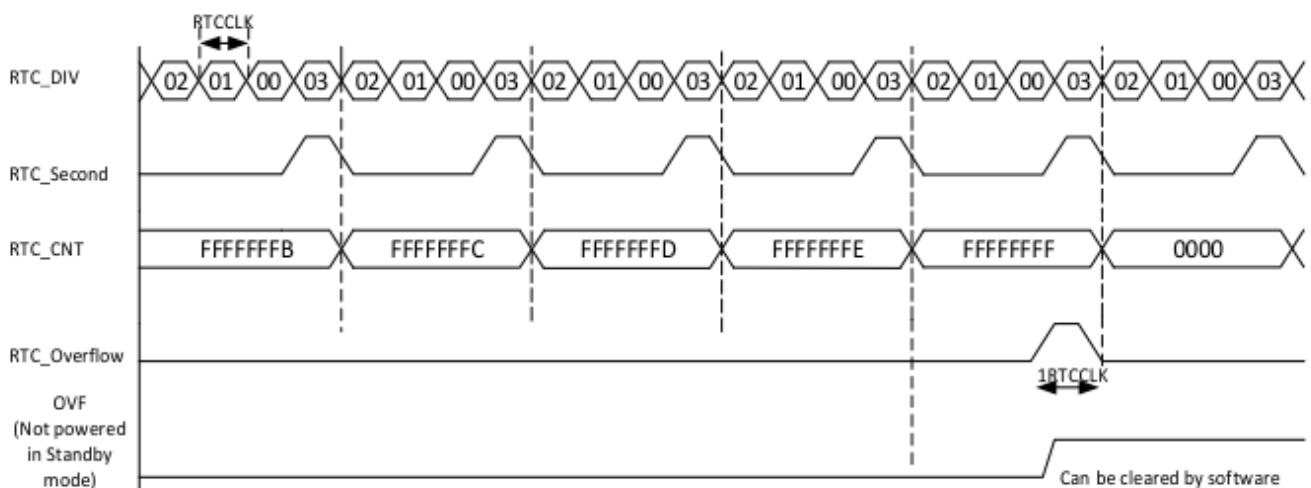 RTCCLK
RTC_DIV 02 01 00 03 02 01 00 03 02 01 00 03 02 01 00 03 02 01 00 03 02 01 00 03
RTC_Second
RTC_CNT FFFFFFFB FFFFFFFC FFFFFFFD FFFFFFFE FFFFFFFF 0000
RTC_Overflow
1RTCCLK
OVF
(Not powered
in Standby
mode)
Can be cleared by software